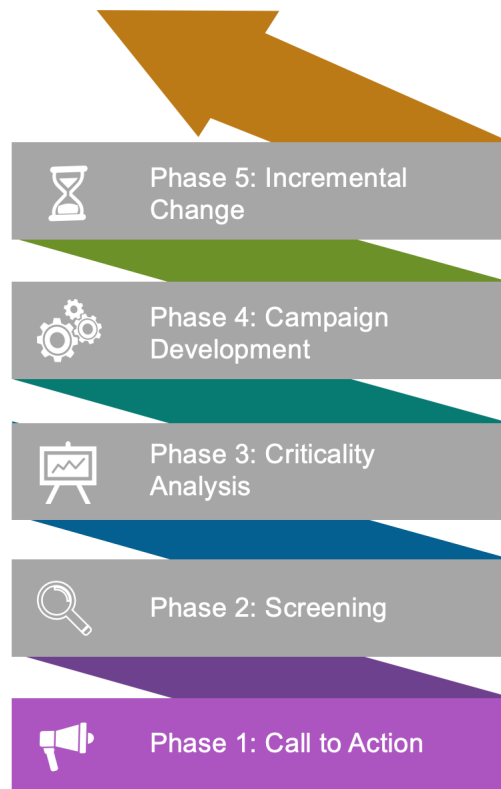 Phase 5: Incremental
Change
Phase 4: Campaign
Development
Phase 3: Criticality
Analysis
Phase 2: Screening
Phase 1: Call to Action